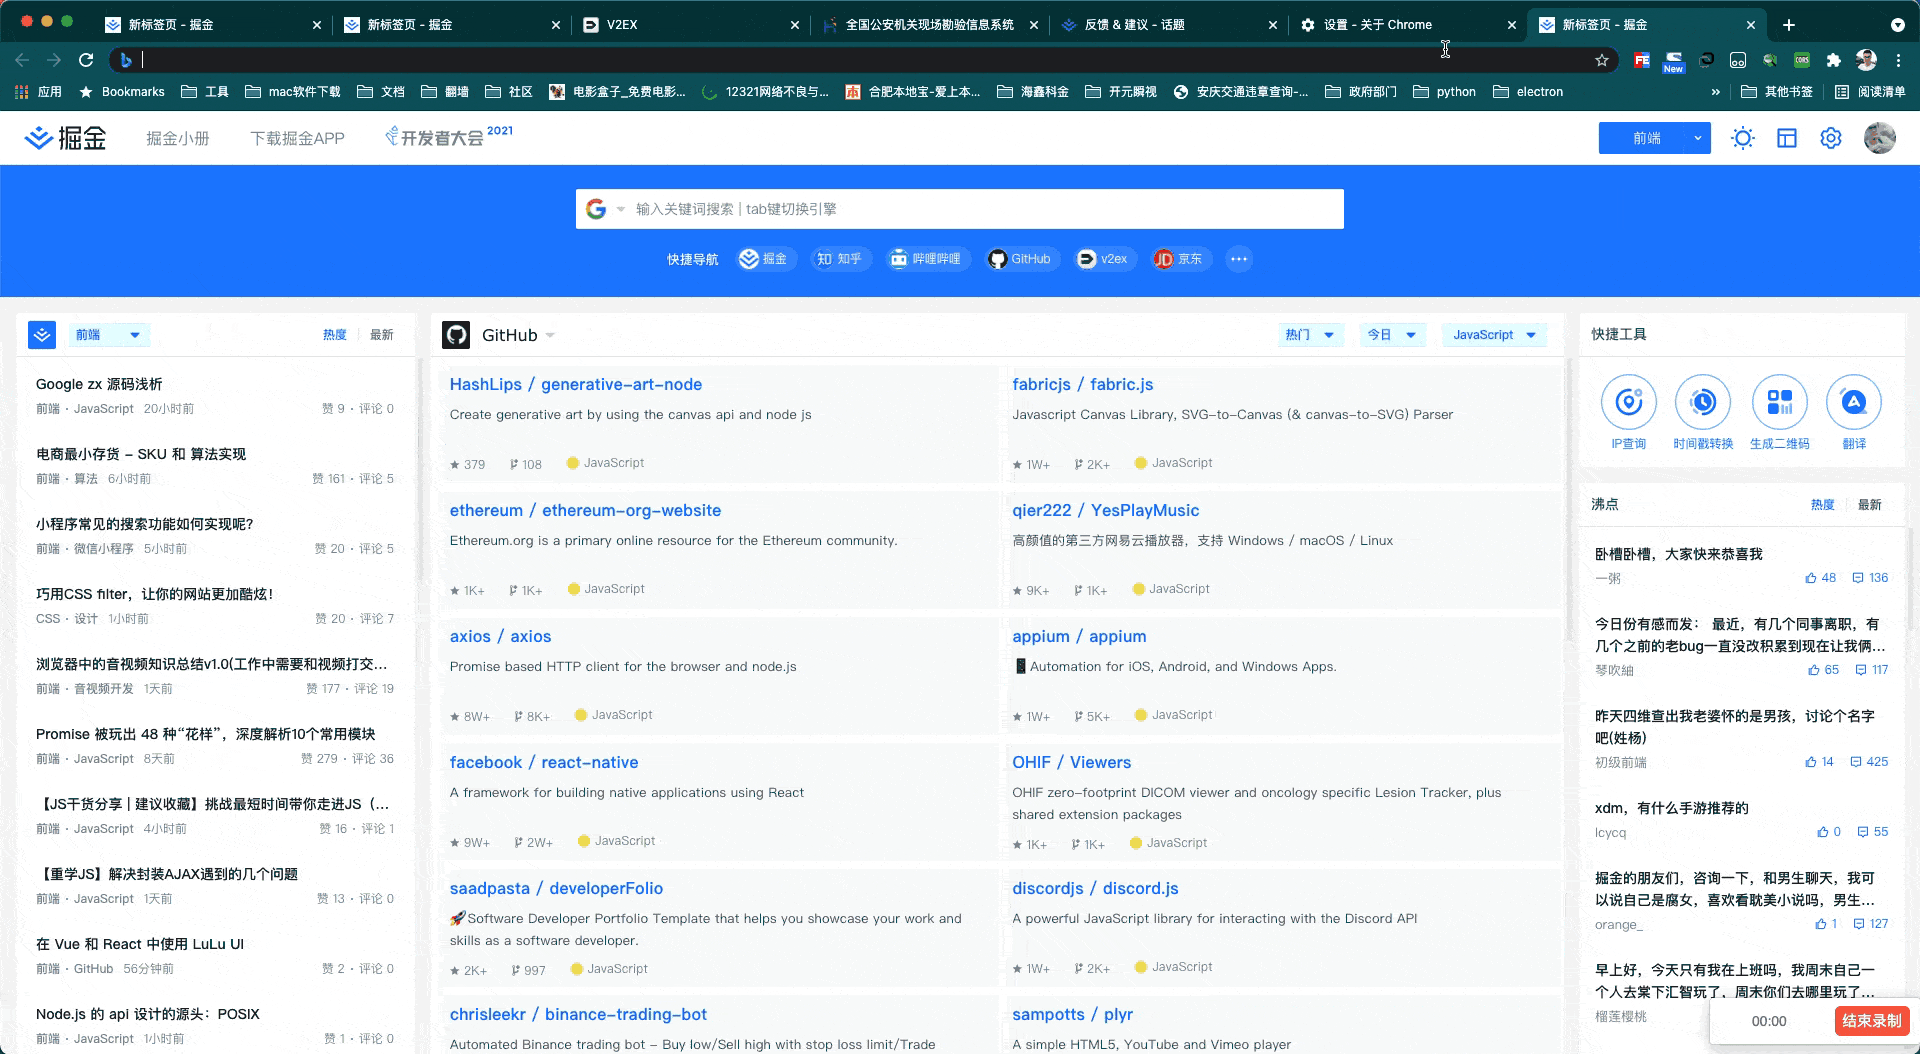 新标签页 - 掘金
新标签页 - 掘金
V2EX
全国公安机关现场勘验信息系统
反馈 & 建议 - 话题
设置 - 关于 Chrome
新标签页 - 掘金
New
应用
Bookmarks
工具
mac软件下载
文档
翻墙
社区
电影盒子_免费电影...
12321网络不良与...
合肥本地宝-爱上本...
海鑫科金
开元瞬视
安庆交通违章查询-...
政府部门
python
electron
»
其他书签
阅读清单
掘金
掘金小册
下载掘金APP
开发者大会 2021
前端
输入关键词搜索 | tab键切换引擎
快捷导航
掘金
知 知乎
哔哩哔哩
GitHub
v2ex
JD 京东
前端
热度 | 最新
Google zx 源码浅析
前端 · JavaScript 20小时前 赞 9 · 评论 0
电商最小存货 - SKU 和 算法实现
前端 · 算法 6小时前 赞 161 · 评论 5
小程序常见的搜索功能如何实现呢?
前端 · 微信小程序 5小时前 赞 20 · 评论 5
巧用CSS filter，让你的网站更加酷炫！
CSS · 设计 1小时前 赞 20 · 评论 7
浏览器中的音视频知识总结v1.0(工作中需要和视频打交...
前端 · 音视频开发 1天前 赞 177 · 评论 19
Promise 被玩出 48 种“花样”，深度解析10个常用模块
前端 · JavaScript 8天前 赞 279 · 评论 36
【JS干货分享 | 建议收藏】挑战最短时间带你走进JS（...
前端 · JavaScript 4小时前 赞 16 · 评论 1
【重学JS】解决封装AJAX遇到的几个问题
前端 · JavaScript 1天前 赞 13 · 评论 0
在 Vue 和 React 中使用 LuLu UI
前端 · GitHub 56分钟前 赞 2 · 评论 0
Node.js 的 api 设计的源头：POSIX
前端 · JavaScript 1小时前 赞 1 · 评论 0
GitHub
热门
今日
JavaScript
HashLips / generative-art-node
Create generative art by using the canvas api and node js
379 108 JavaScript
fabricjs / fabric.js
Javascript Canvas Library, SVG-to-Canvas (& canvas-to-SVG) Parser
1W+ 2K+ JavaScript
ethereum / ethereum-org-website
Ethereum.org is a primary online resource for the Ethereum community.
1K+ 1K+ JavaScript
qier222 / YesPlayMusic
高颜值的第三方网易云播放器，支持 Windows / macOS / Linux
9K+ 1K+ JavaScript
axios / axios
Promise based HTTP client for the browser and node.js
8W+ 8K+ JavaScript
appium / appium
Automation for iOS, Android, and Windows Apps.
1W+ 5K+ JavaScript
facebook / react-native
A framework for building native applications using React
9W+ 2W+ JavaScript
OHIF / Viewers
OHIF zero-footprint DICOM viewer and oncology specific Lesion Tracker, plus
shared extension packages
1K+ 1K+ JavaScript
saadpasta / developerFolio
🚀Software Developer Portfolio Template that helps you showcase your work and
skills as a software developer.
2K+ 997 JavaScript
discordjs / discord.js
A powerful JavaScript library for interacting with the Discord API
1W+ 2K+ JavaScript
chrisleekr / binance-trading-bot
Automated Binance trading bot - Buy low/Sell high with stop loss limit/Trade
sampotts / plyr
A simple HTML5, YouTube and Vimeo player
快捷工具
IP查询
时间戳转换
生成二维码
翻译
沸点
热度 | 最新
卧槽卧槽，大家快来恭喜我
一粥 48 136
今日份有感而发： 最近，有几个同事离职，有
几个之前的老bug一直没改积累到现在让我俩...
琴吹紬 65 117
昨天四维查出我老婆怀的是男孩，讨论个名字
吧(姓杨)
初级前端 14 425
xdm，有什么手游推荐的
lcycq 0 55
掘金的朋友们，咨询一下，和男生聊天，我可
以说自己是腐女，喜欢看耽美小说吗，男生...
orange_ 1 127
早上好，今天只有我在上班吗，我周末自己一
个人去棠下汇智玩了，周末你们去哪里玩了...
榴莲樱桃
00:00
结束录制